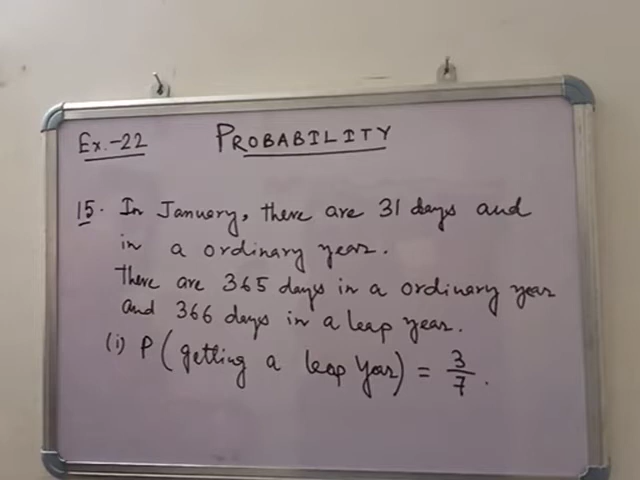 Ex.-22
PROBABILITY
15. In January, there are 31 days and
in a ordinary year.
there are 365 days in a ordinary year
and 366 days in a leap year.
(i) P (getting a leap year) = 3/7.